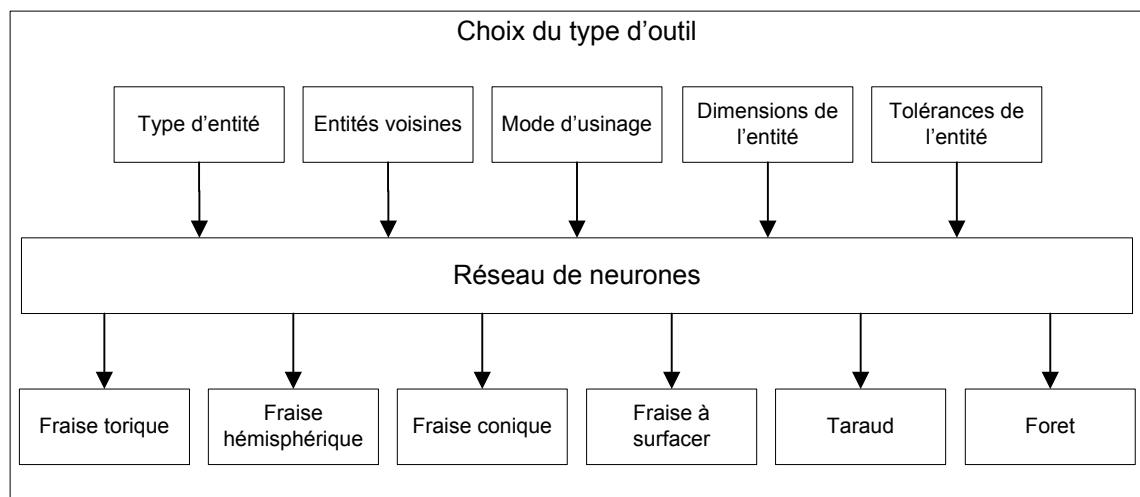 Choix du type d’outil
Type d’entité
Entités voisines
Mode d’usinage
Dimensions de
l’entité
Tolérances de
l’entité
Réseau de neurones
Fraise torique
Fraise
hémisphérique
Fraise conique
Fraise à
surfacer
Taraud
Foret